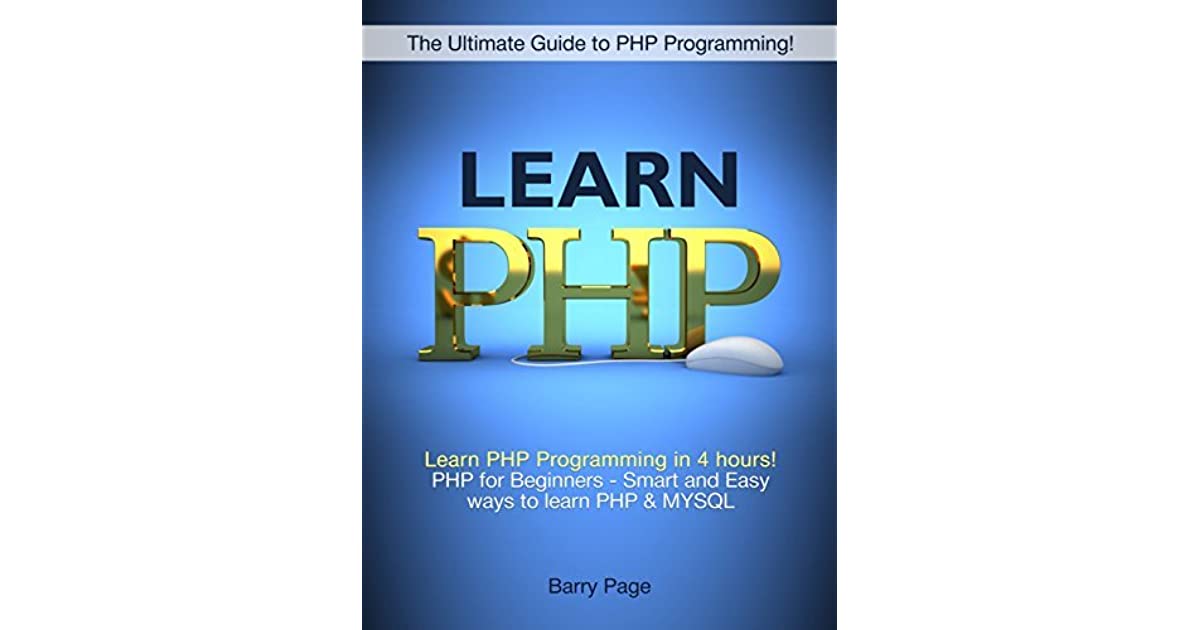 The Ultimate Guide to PHP Programming!
LEARN
PHP
Learn PHP Programming in 4 hours!
PHP for Beginners - Smart and Easy
ways to learn PHP & MYSQL
Barry Page